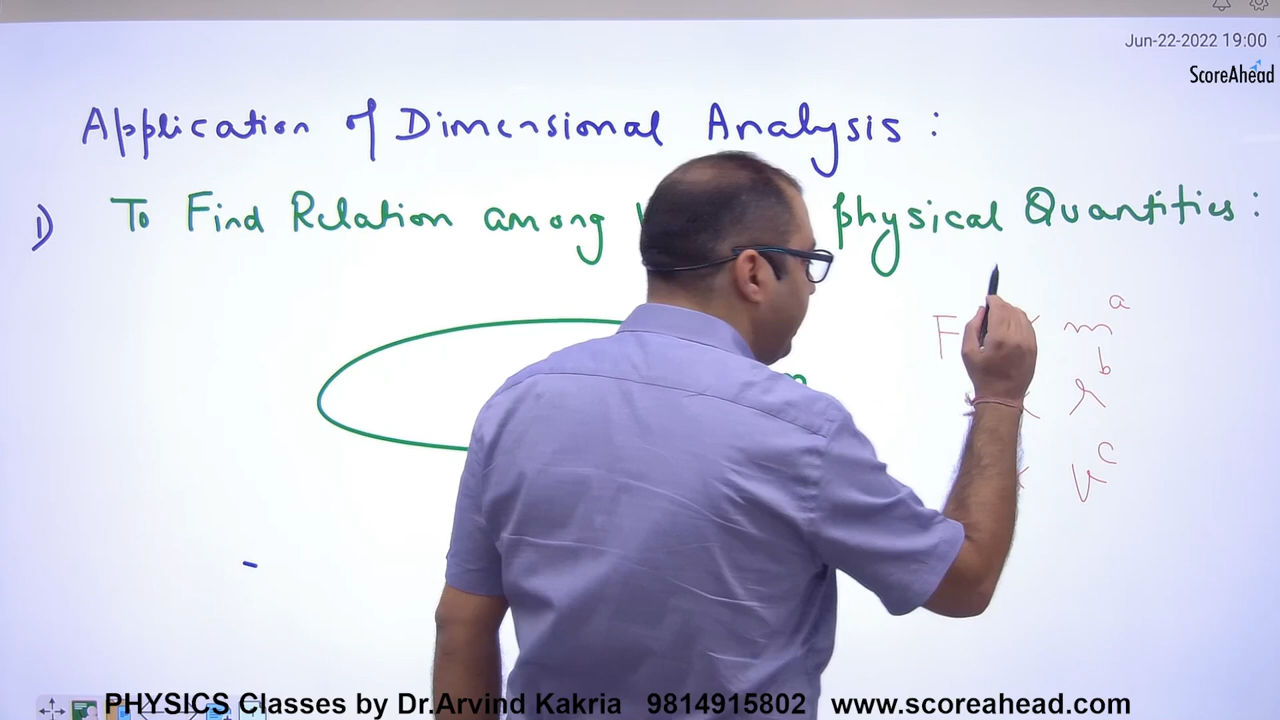 Jun-22-2022 19:00
ScoreAhead
Application of Dimensional Analysis :
1) To Find Relation among physical Quantities :
F m^a
r^b
v^c
PHYSICS Classes by Dr.Arvind Kakria 9814915802 www.scoreahead.com